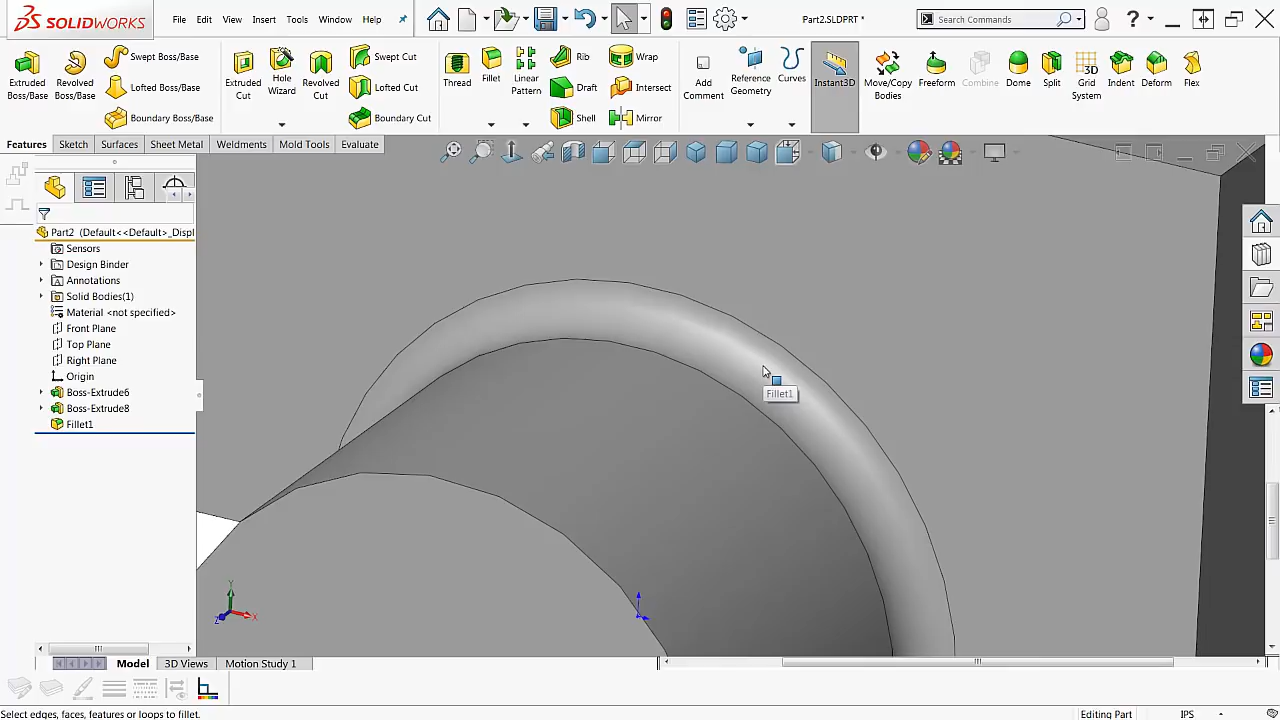 SOLIDWORKS
File Edit View Insert Tools Window Help
Part2.SLDPRT *
Search Commands
?
Extruded Boss/Base
Revolved Boss/Base
Swept Boss/Base
Lofted Boss/Base
Boundary Boss/Base
Extruded Cut
Hole Wizard
Revolved Cut
Swept Cut
Lofted Cut
Boundary Cut
Thread
Fillet
Linear Pattern
Rib
Draft
Shell
Wrap
Intersect
Mirror
Add Comment
Reference Geometry
Curves
Instant3D
Move/Copy Bodies
Freeform
Combine
Dome
Split
3D
Grid System
Indent
Deform
Flex
Features Sketch Surfaces Sheet Metal Weldments Mold Tools Evaluate
Part2 (Default<<Default>_Displ
Sensors
Design Binder
Annotations
Solid Bodies(1)
Material <not specified>
Front Plane
Top Plane
Right Plane
Origin
Boss-Extrude6
Boss-Extrude8
Fillet1
Fillet1
Y
X
Z
Model 3D Views Motion Study 1
Select edges, faces, features or loops to fillet.
Editing Part
IPS